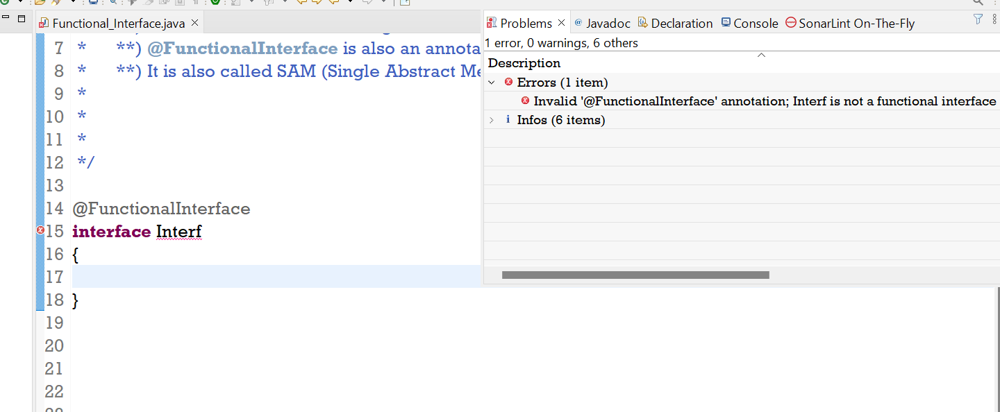 Functional_Interface.java
7 * **) @FunctionalInterface is also an annota
8 * **) It is also called SAM (Single Abstract Me
9 *
10 *
11 *
12 */
13
14 @FunctionalInterface
15 interface Interf
16 {
17
18 }
19
20
21
22
Problems @ Javadoc Declaration Console SonarLint On-The-Fly
1 error, 0 warnings, 6 others
Description
Errors (1 item)
Invalid '@FunctionalInterface' annotation; Interf is not a functional interface
i Infos (6 items)